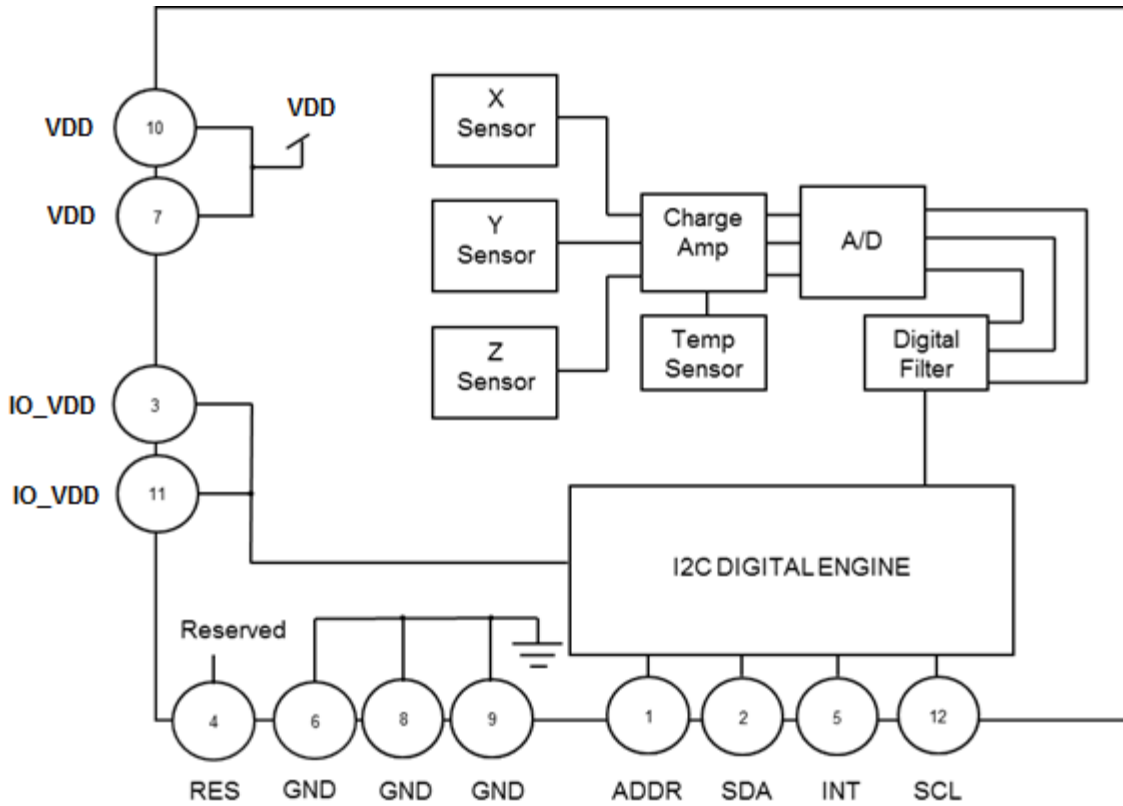 VDD
10
VDD
VDD
7
IO_VDD
3
IO_VDD
11
X
Sensor
Y
Sensor
Z
Sensor
Charge
Amp
A/D
Temp
Sensor
Digital
Filter
I2C DIGITAL ENGINE
Reserved
4
6
8
9
1
2
5
12
RES
GND
GND
GND
ADDR
SDA
INT
SCL